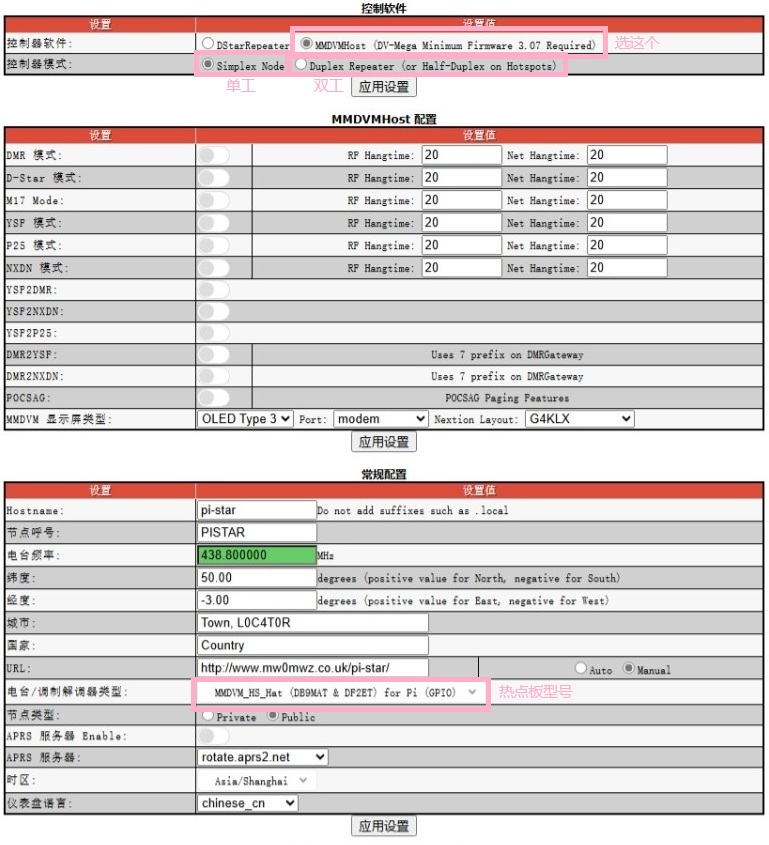 控制软件
设置 设置值
控制器软件: DStarRepeater MMDVMHost (DV-Mega Minimum Firmware 3.07 Required) 选这个
控制器模式: Simplex Node Duplex Repeater (or Half-Duplex on Hotspots)
单工 双工 应用设置
MMDVMHost 配置
设置 设置值
DMR 模式: RF Hangtime: 20 Net Hangtime: 20
D-Star 模式: RF Hangtime: 20 Net Hangtime: 20
M17 Mode: RF Hangtime: 20 Net Hangtime: 20
YSF 模式: RF Hangtime: 20 Net Hangtime: 20
P25 模式: RF Hangtime: 20 Net Hangtime: 20
NXDN 模式: RF Hangtime: 20 Net Hangtime: 20
YSF2DMR:
YSF2NXDN:
YSF2P25:
DMR2YSF: Uses 7 prefix on DMRGateway
DMR2NXDN: Uses 7 prefix on DMRGateway
POCSAG: POCSAG Paging Features
MMDVM 显示屏类型: OLED Type 3 Port: modem Nextion Layout: G4KLX
应用设置
常规配置
设置 设置值
Hostname: pi-star Do not add suffixes such as .local
节点呼号: PISTAR
电台频率: 438.800000 MHz
纬度: 50.00 degrees (positive value for North, negative for South)
经度: -3.00 degrees (positive value for East, negative for West)
城市: Town, L0C4T0R
国家: Country
URL: http://www.mw0mwz.co.uk/pi-star/ Auto Manual
电台/调制解调器类型: MMDVM_HS_Hat (DB9MAT & DF2ET) for Pi (GPIO) 热点板型号
节点类型: Private Public
APRS 服务器 Enable:
APRS 服务器: rotate.aprs2.net
时区: Asia/Shanghai
仪表盘语言: chinese_cn
应用设置